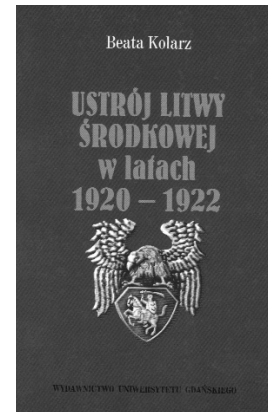 Beata Kolarz
USTRÓJ LITWY
ŚRODKOWEJ
w latach
1920 – 1922
WYDAWNICTWO UNIWERSYTETU GDAŃSKIEGO